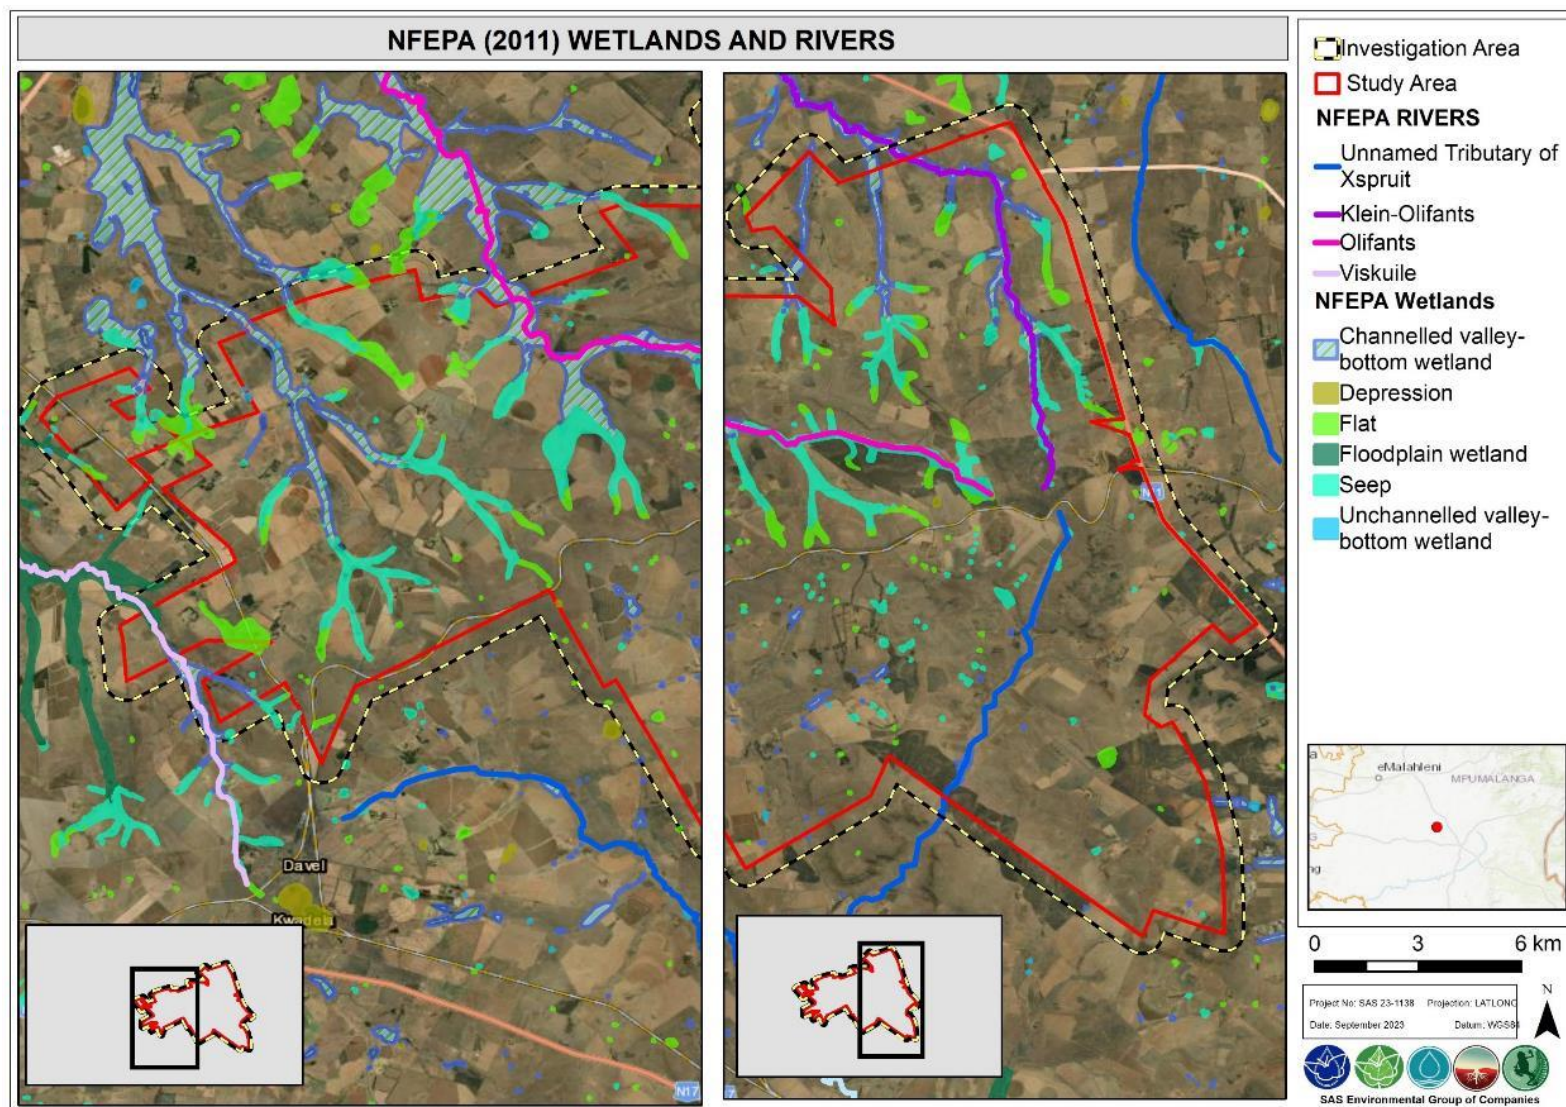 NFEPA (2011) WETLANDS AND RIVERS
Davel
N17
Investigation Area
Study Area
NFEPA RIVERS
Unnamed Tributary of
Xspruit
Klein-Olifants
Olifants
Viskuile
NFEPA Wetlands
Channelled valley-
bottom wetland
Depression
Flat
Floodplain wetland
Seep
Unchannelled valley-
bottom wetland
eMalahleni
MPUMALANGA
0 3 6 km
N
Project No: SAS 23-1138 Projection: LATLONG
Date: September 2023 Datum: WGS84
SAS Environmental Group of Companies